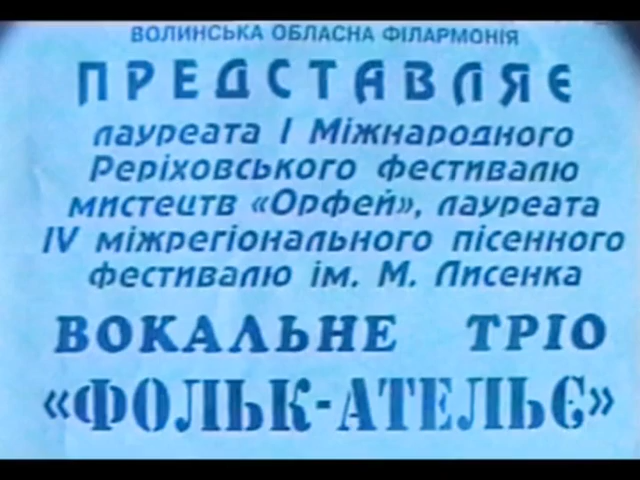 ВОЛИНСЬКА ОБЛАСНА ФІЛАРМОНІЯ
ПРЕДСТАВЛЯЄ
лауреата І Міжнародного
Реріховського фестивалю
мистецтв «Орфей», лауреата
IV міжрегіонального пісенного
фестивалю ім. М. Лисенка
ВОКАЛЬНЕ ТРІО
«ФОЛЬК-АТЕЛЬЄ»